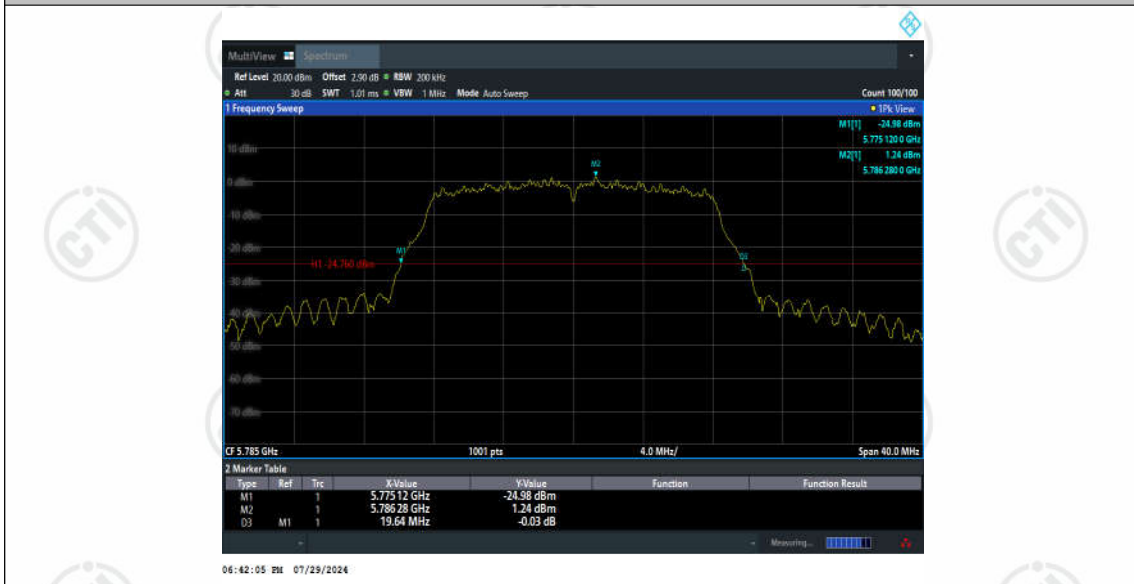 MultiView Spectrum
Ref Level 20.00 dBm Offset 2.90 dB RBW 200 kHz
Att 30 dB SWT 1.01 ms VBW 1 MHz Mode Auto Sweep Count 100/100
1 Frequency Sweep 1Pk View
M1[1] -24.98 dBm
5.775 120 0 GHz
M2[1] 1.24 dBm
5.786 280 0 GHz
10 dBm
M2
0 dBm
-10 dBm
-20 dBm
M1
D3
H1 -24.760 dBm
-30 dBm
-40 dBm
-50 dBm
-60 dBm
-70 dBm
CF 5.785 GHz 1001 pts 4.0 MHz/ Span 40.0 MHz
2 Marker Table
Type Ref Trc X-Value Y-Value Function Function Result
M1 1 5.77512 GHz -24.98 dBm
M2 1 5.78628 GHz 1.24 dBm
D3 M1 1 19.64 MHz -0.03 dB
Measuring...
06:42:05 PM 07/29/2024
CTI
CTI